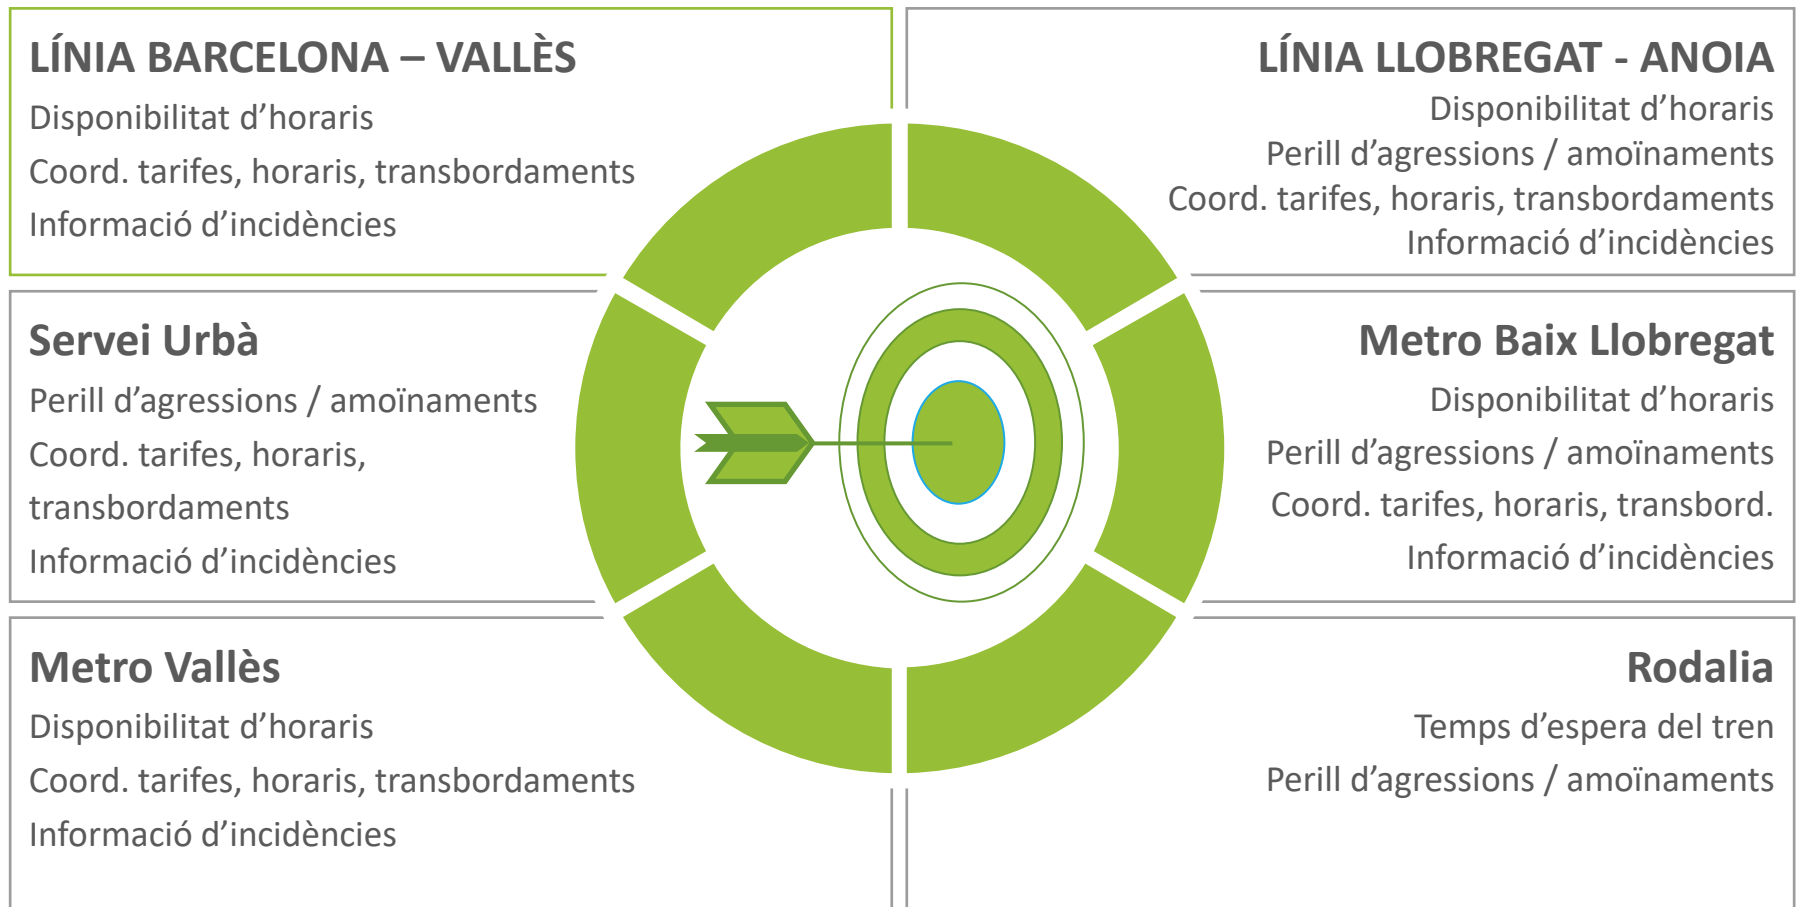 LÍNIA BARCELONA – VALLÈS
Disponibilitat d’horaris
Coord. tarifes, horaris, transbordaments
Informació d’incidències
LÍNIA LLOBREGAT - ANOIA
Disponibilitat d’horaris
Perill d’agressions / amoïnaments
Coord. tarifes, horaris, transbordaments
Informació d’incidències
Servei Urbà
Perill d’agressions / amoïnaments
Coord. tarifes, horaris,
transbordaments
Informació d’incidències
Metro Baix Llobregat
Disponibilitat d’horaris
Perill d’agressions / amoïnaments
Coord. tarifes, horaris, transbord.
Informació d’incidències
Metro Vallès
Disponibilitat d’horaris
Coord. tarifes, horaris, transbordaments
Informació d’incidències
Rodalia
Temps d’espera del tren
Perill d’agressions / amoïnaments